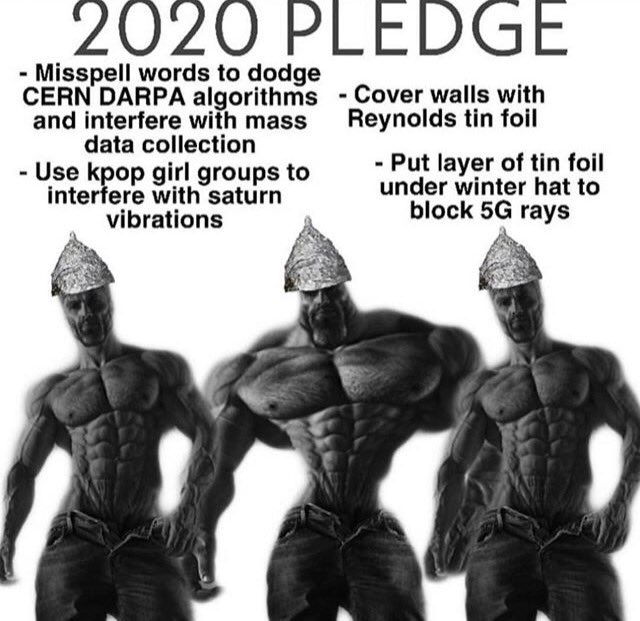 2020 PLEDGE
- Misspell words to dodge
CERN DARPA algorithms
and interfere with mass
data collection
- Use kpop girl groups to
interfere with saturn
vibrations
- Cover walls with
Reynolds tin foil
- Put layer of tin foil
under winter hat to
block 5G rays